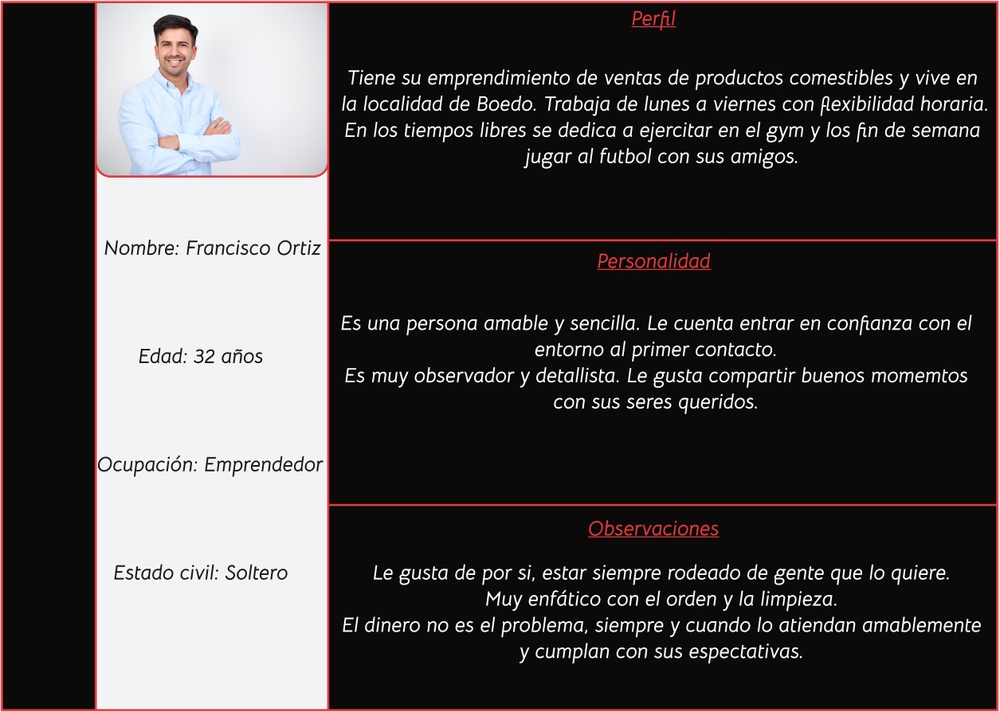 Nombre: Francisco Ortiz
Edad: 32 años
Ocupación: Emprendedor
Estado civil: Soltero
Perfil
Tiene su emprendimiento de ventas de productos comestibles y vive en
la localidad de Boedo. Trabaja de lunes a viernes con flexibilidad horaria.
En los tiempos libres se dedica a ejercitar en el gym y los fin de semana
jugar al futbol con sus amigos.
Personalidad
Es una persona amable y sencilla. Le cuenta entrar en confianza con el
entorno al primer contacto.
Es muy observador y detallista. Le gusta compartir buenos momemtos
con sus seres queridos.
Observaciones
Le gusta de por si, estar siempre rodeado de gente que lo quiere.
Muy enfático con el orden y la limpieza.
El dinero no es el problema, siempre y cuando lo atiendan amablemente
y cumplan con sus espectativas.